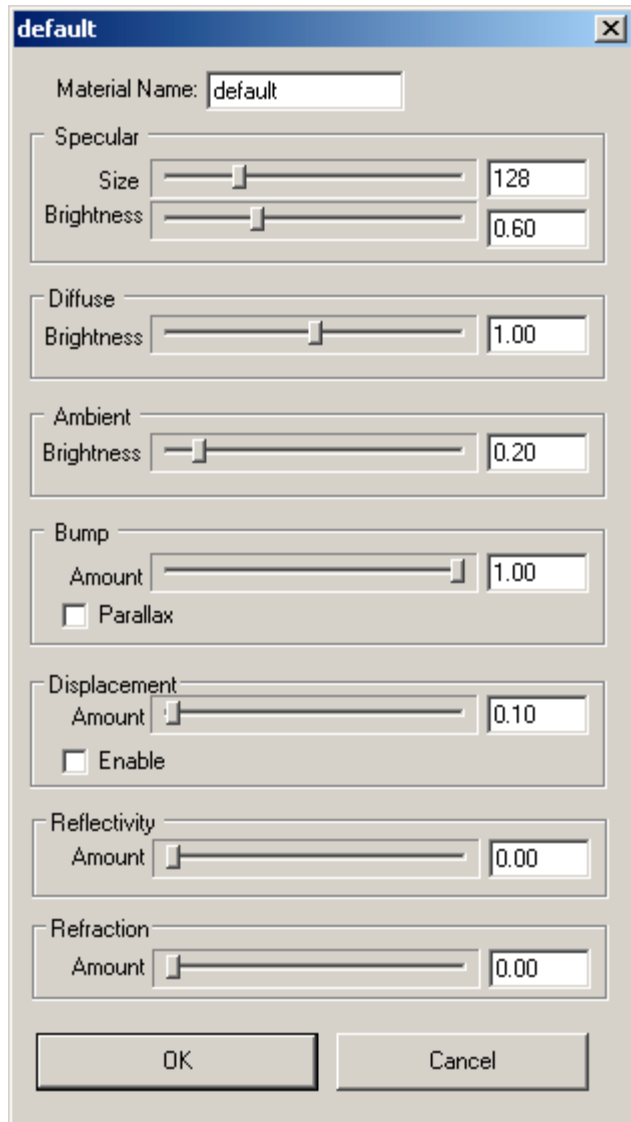 default
Material Name: default
Specular
Size 128
Brightness 0.60
Diffuse
Brightness 1.00
Ambient
Brightness 0.20
Bump
Amount 1.00
Parallax
Displacement
Amount 0.10
Enable
Reflectivity
Amount 0.00
Refraction
Amount 0.00
OK Cancel